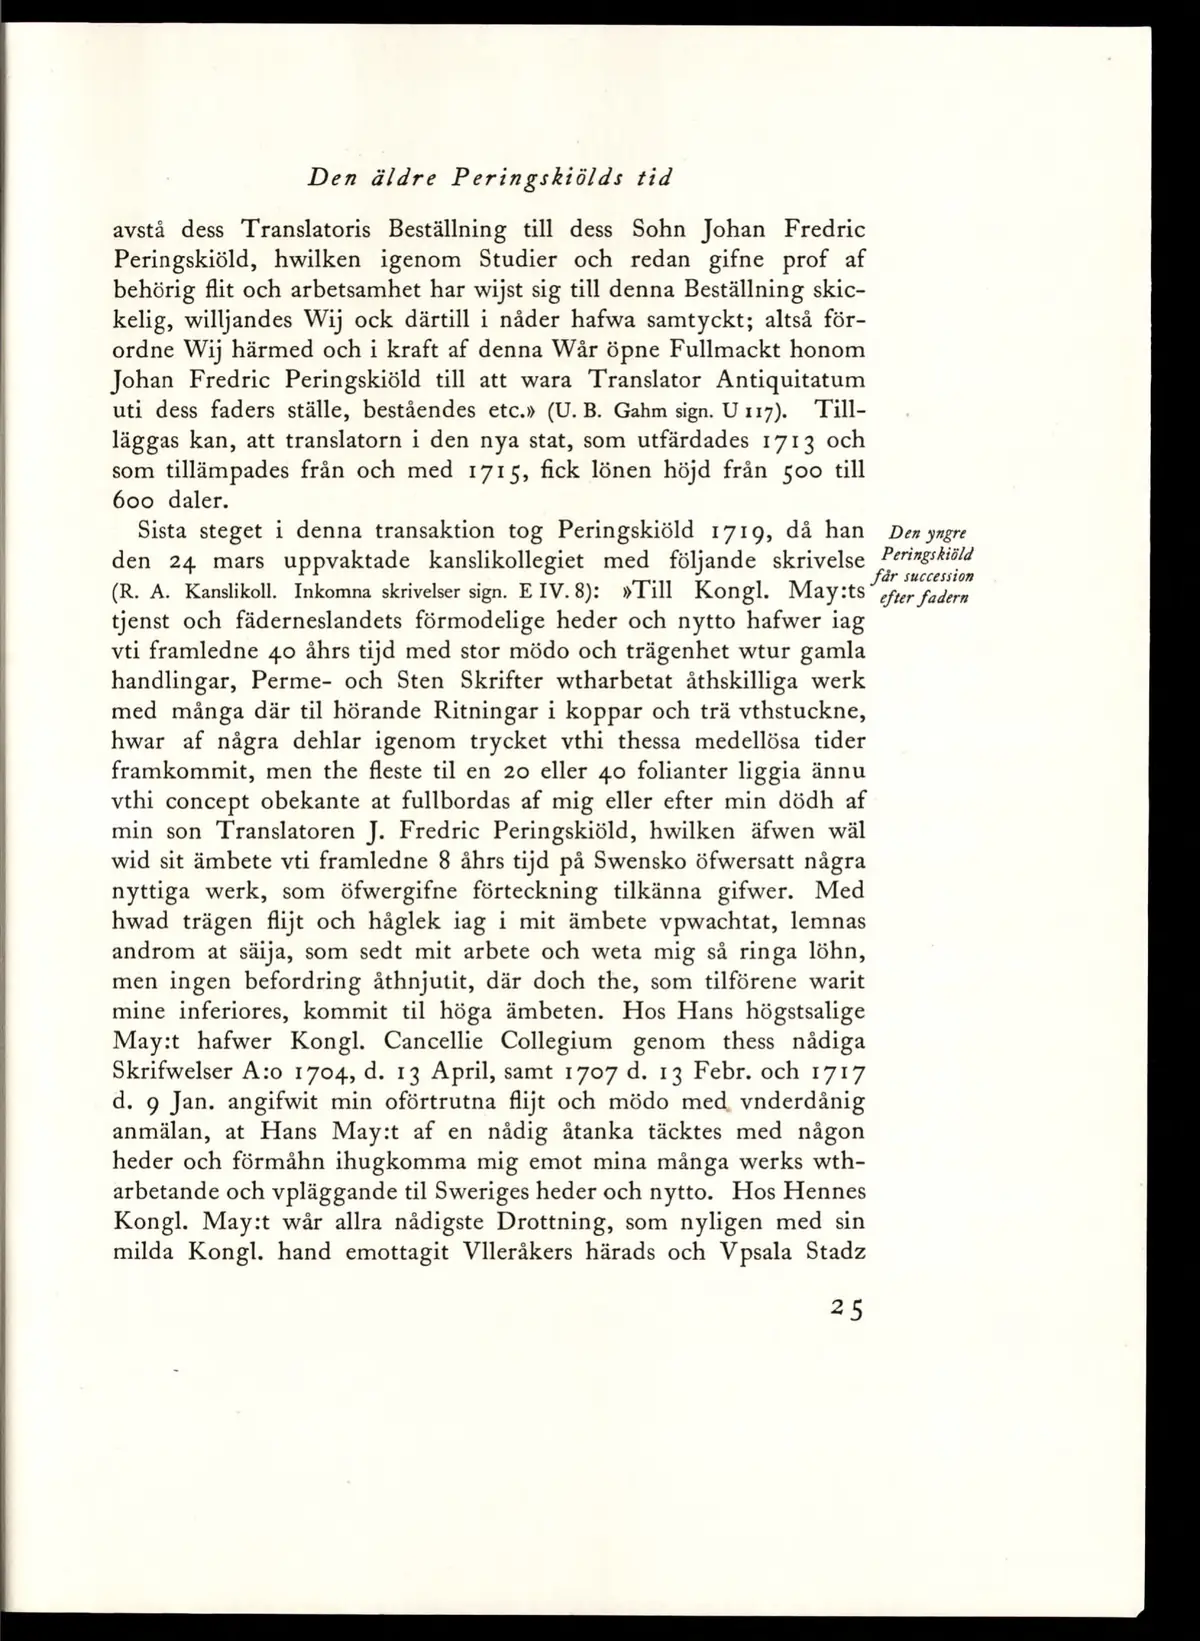 Den äldre Peringskiölds tid
avstå dess Translatoris Beställning till dess Sohn Johan Fredric
Peringskiöld, hwilken igenom Studier och redan gifne prof af
behörig flit och arbetsamhet har wijst sig till denna Beställning skic-
kelig, willjandes Wij ock därtill i nåder hafwa samtyckt; altså för-
ordne Wij härmed och i kraft af denna Wår öpne Fullmackt honom
Johan Fredric Peringskiöld till att wara Translator Antiquitatum
uti dess faders ställe, beståendes etc.» (U. B. Gahm sign. U 117). Till-
läggas kan, att translatorn i den nya stat, som utfärdades 1713 och
som tillämpades från och med 1715, fick lönen höjd från 500 till
600 daler.
Sista steget i denna transaktion tog Peringskiöld 1719, då han
den 24 mars uppvaktade kanslikollegiet med följande skrivelse
(R. A. Kanslikoll. Inkomna skrivelser sign. E IV. 8): »Till Kongl. May:ts
tjenst och fäderneslandets förmodelige heder och nytto hafwer iag
vti framledne 40 åhrs tijd med stor mödo och trägenhet wtur gamla
handlingar, Perme- och Sten Skrifter wtharbetat åthskilliga werk
med många där til hörande Ritningar i koppar och trä vthstuckne,
hwar af några dehlar igenom trycket vthi thessa medellösa tider
framkommit, men the fleste til en 20 eller 40 folianter liggia ännu
vthi concept obekante at fullbordas af mig eller efter min dödh af
min son Translatoren J. Fredric Peringskiöld, hwilken äfwen wäl
wid sit ämbete vti framledne 8 åhrs tijd på Swensko öfwersatt några
nyttiga werk, som öfwergifne förteckning tilkänna gifwer. Med
hwad trägen flijt och håglek iag i mit ämbete vpwachtat, lemnas
androm at säija, som sedt mit arbete och weta mig så ringa löhn,
men ingen befordring åthnjutit, där doch the, som tilförene warit
mine inferiores, kommit til höga ämbeten. Hos Hans högstsalige
May:t hafwer Kongl. Cancellie Collegium genom thess nådiga
Skrifwelser A:o 1704, d. 13 April, samt 1707 d. 13 Febr. och 1717
d. 9 Jan. angifwit min oförtrutna flijt och mödo med vnderdånig
anmälan, at Hans May:t af en nådig åtanka täcktes med någon
heder och förmåhn ihugkomma mig emot mina många werks wth-
arbetande och vpläggande til Sweriges heder och nytto. Hos Hennes
Kongl. May:t wår allra nådigste Drottning, som nyligen med sin
milda Kongl. hand emottagit Vlleråkers härads och Vpsala Stadz
Den yngre
Peringskiöld
får succession
efter fadern
25